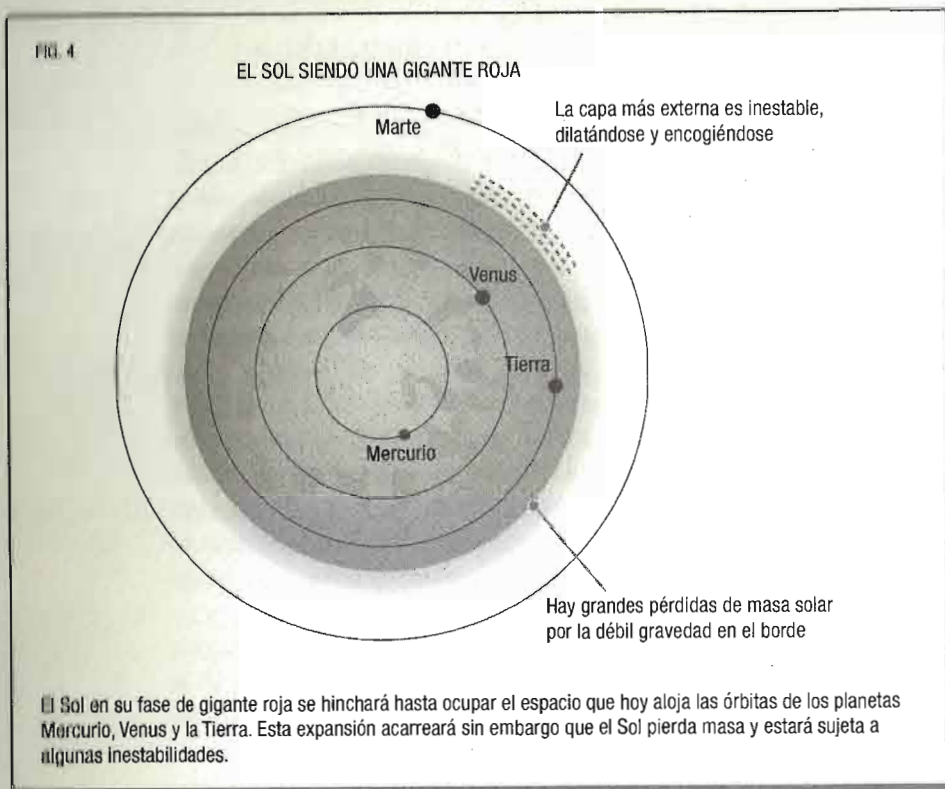 FIG. 4
EL SOL SIENDO UNA GIGANTE ROJA
Marte
La capa más externa es inestable,
dilatándose y encogiéndose
Venus
Tierra
Mercurio
Hay grandes pérdidas de masa solar
por la débil gravedad en el borde
El Sol en su fase de gigante roja se hinchará hasta ocupar el espacio que hoy aloja las órbitas de los planetas
Mercurio, Venus y la Tierra. Esta expansión acarreará sin embargo que el Sol pierda masa y estará sujeta a
algunas inestabilidades.